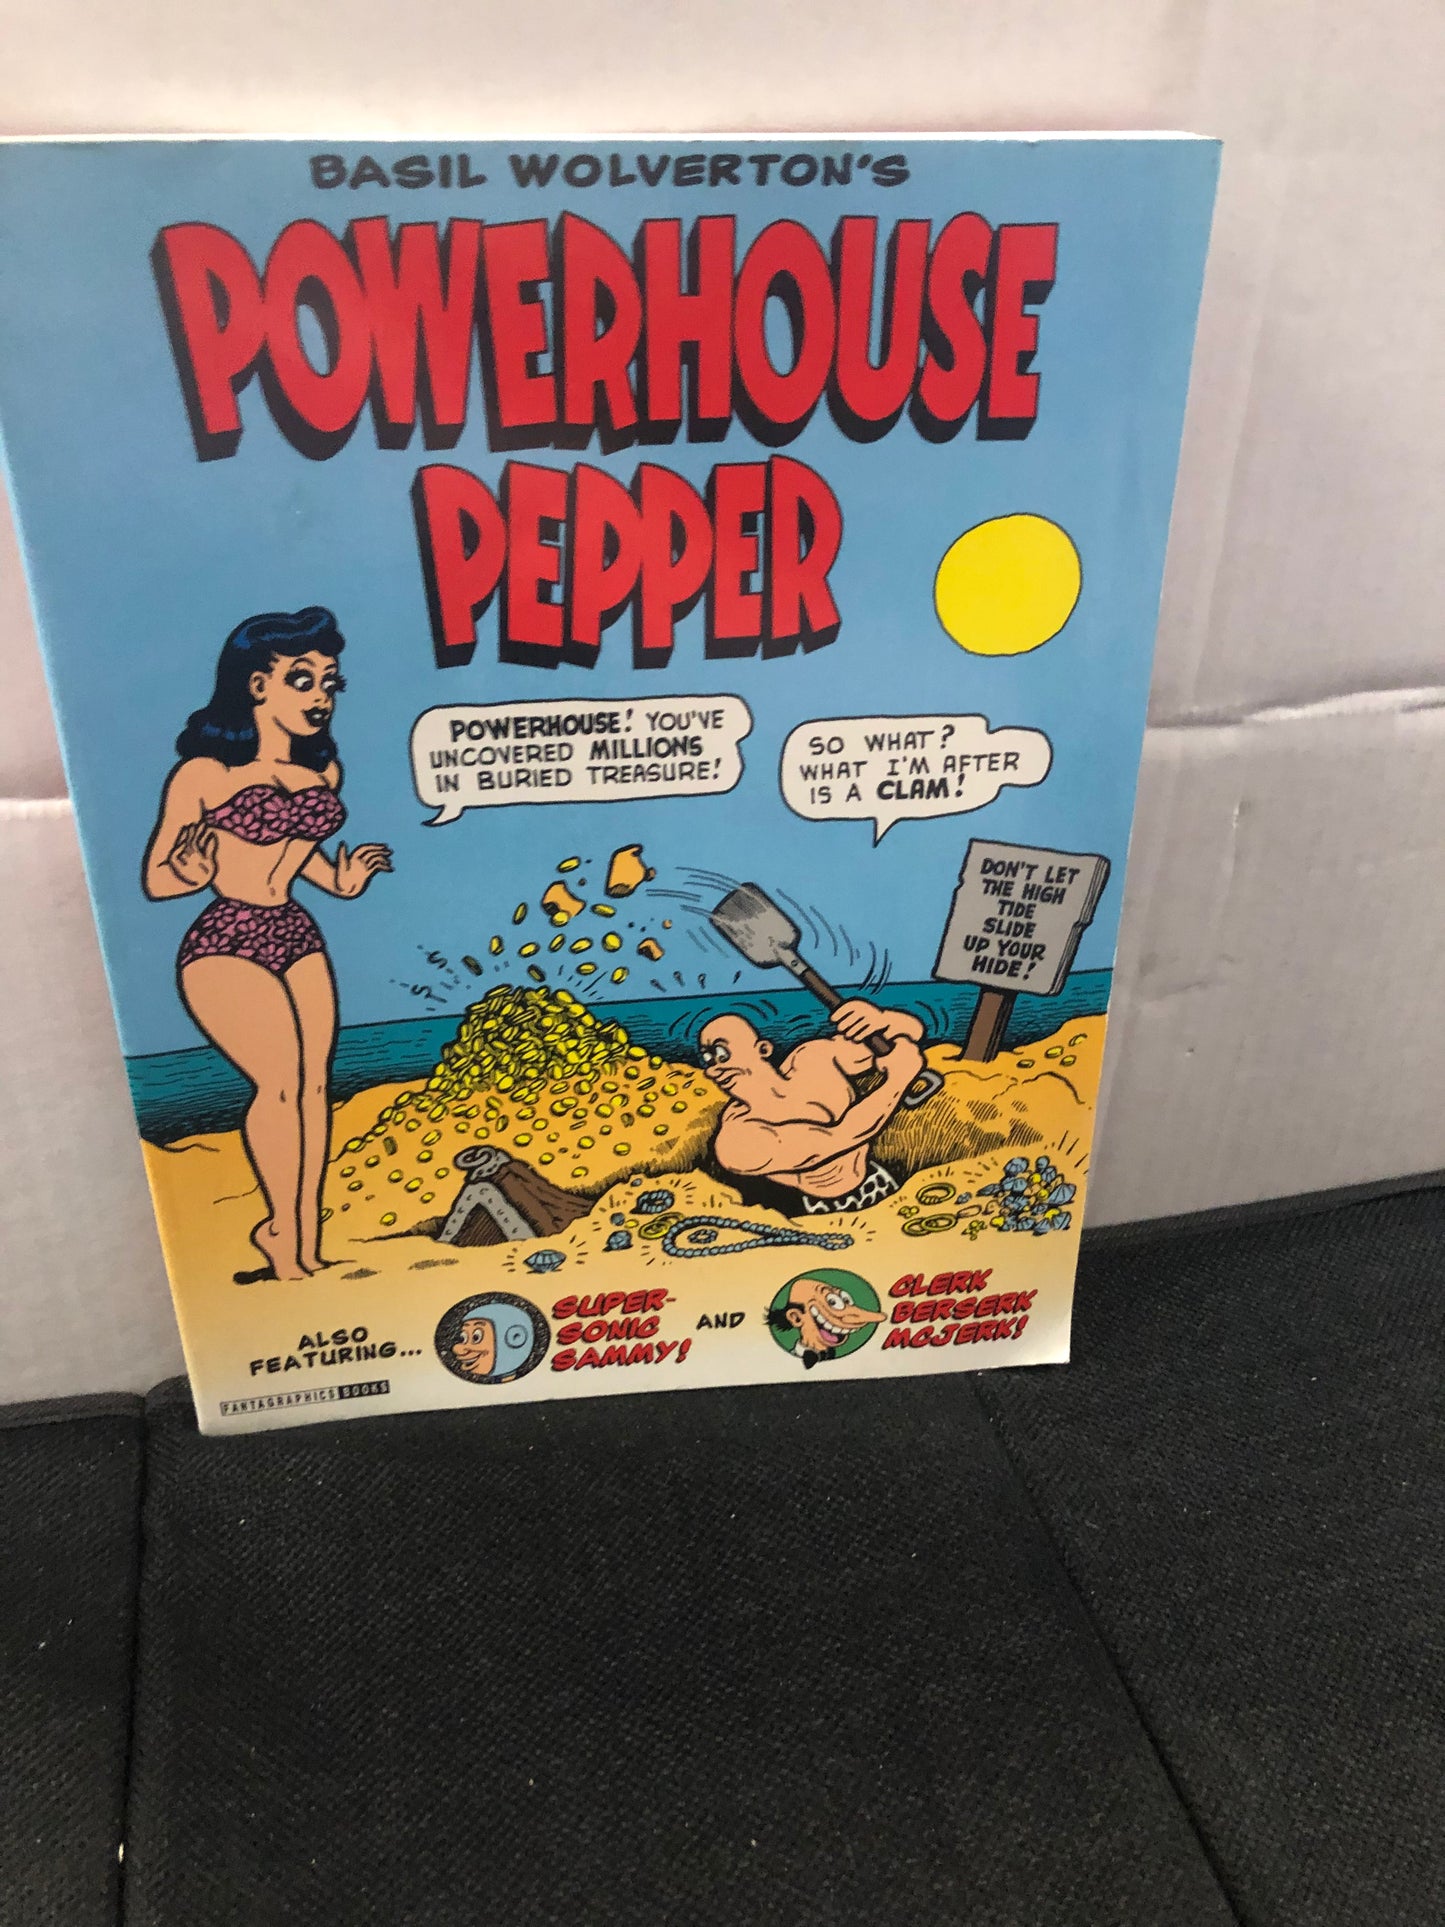 BASIL WOLVERTON'S
POWERHOUSE
PEPPER
POWERHOUSE! YOU'VE
UNCOVERED MILLIONS
IN BURIED TREASURE!
SO WHAT?
WHAT I'M AFTER
IS A CLAM!
DON'T LET
THE HIGH
TIDE
SLIDE
UP YOUR
HIDE!
ALSO
FEATURING...
SUPER-
SONIC
SAMMY!
AND
CLERK
BERSERK
MCJERK!
FANTAGRAPHICS BOOKS